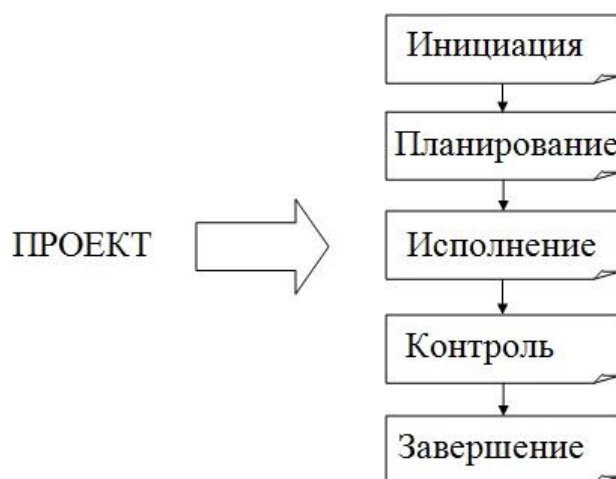 Инициация
Планирование
ПРОЕКТ
Исполнение
Контроль
Завершение